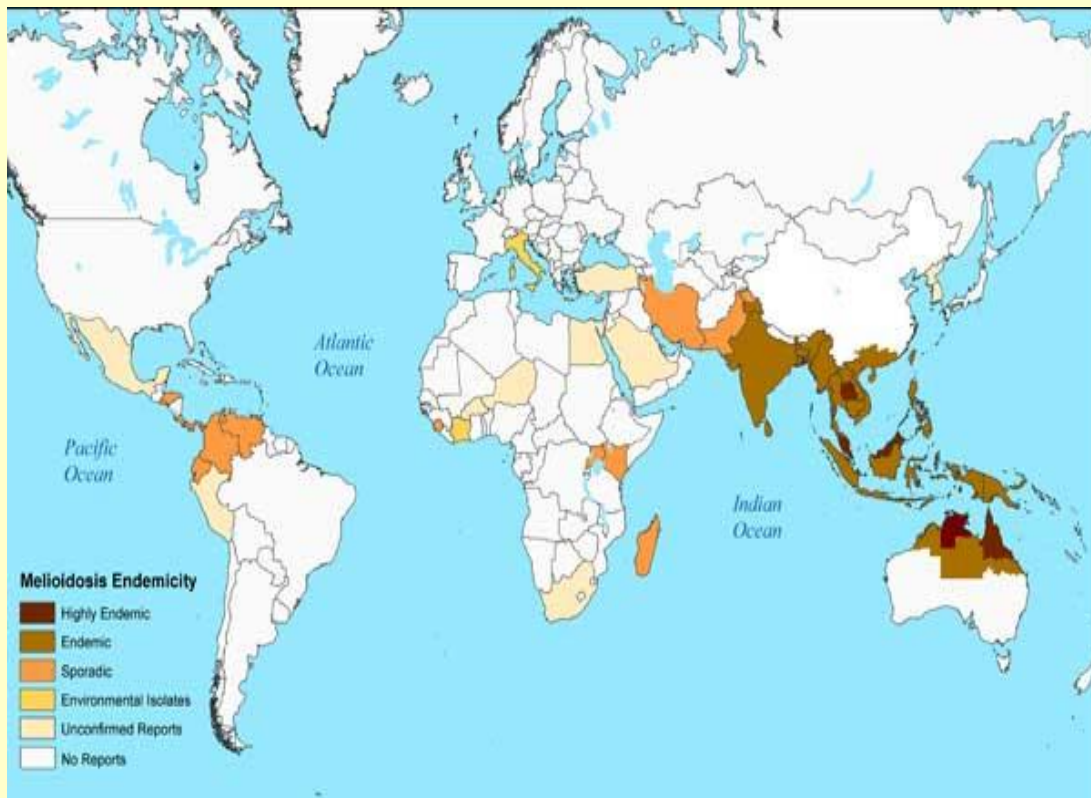 Atlantic
Ocean
Pacific
Ocean
Indian
Ocean
Melioidosis Endemicity
Highly Endemic
Endemic
Sporadic
Environmental Isolates
Unconfirmed Reports
No Reports